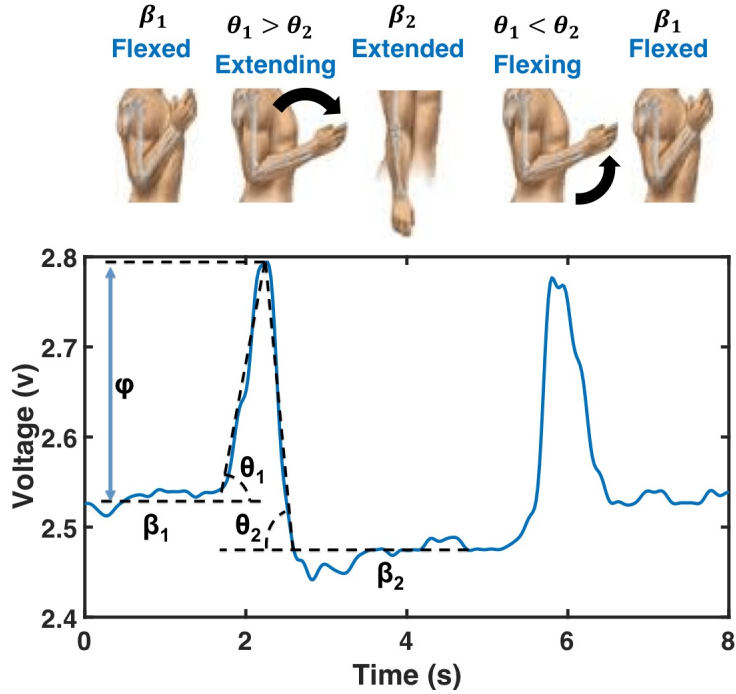 β₁
Flexed
θ₁ > θ₂
Extending
β₂
Extended
θ₁ < θ₂
Flexing
β₁
Flexed
Voltage (v)
2.8
2.7
2.6
2.5
2.4
φ
θ₁
β₁
θ₂
β₂
0
2
4
6
8
Time (s)